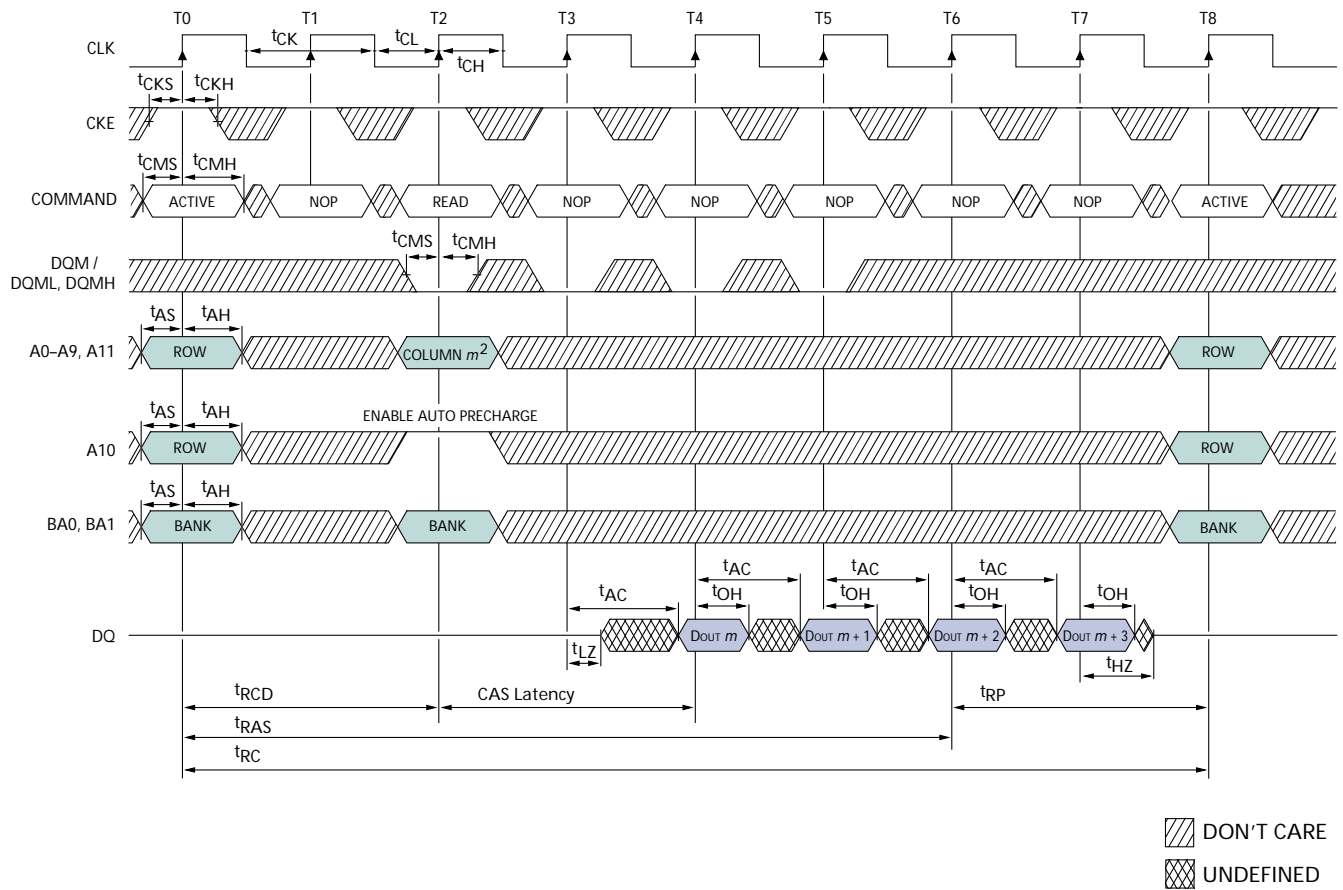 T0 T1 T2 T3 T4 T5 T6 T7 T8
CLK
tCK tCL
tCH
tCKS tCKH
CKE
tCMS tCMH
COMMAND ACTIVE NOP READ NOP NOP NOP NOP NOP ACTIVE
tCMS tCMH
DQM /
DQML, DQMH
tAS tAH
A0–A9, A11 ROW COLUMN m2 ROW
ENABLE AUTO PRECHARGE
tAS tAH
A10 ROW ROW
tAS tAH
BA0, BA1 BANK BANK BANK
tAC tAC tAC tAC
tOH tOH tOH tOH
DQ DOUT m DOUT m + 1 DOUT m + 2 DOUT m + 3
tLZ tHZ
tRCD CAS Latency tRP
tRAS
tRC
DON'T CARE
UNDEFINED